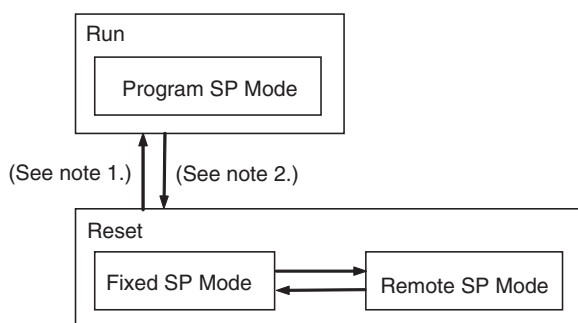 Run
Program SP Mode
(See note 1.)
(See note 2.)
Reset
Fixed SP Mode
Remote SP Mode